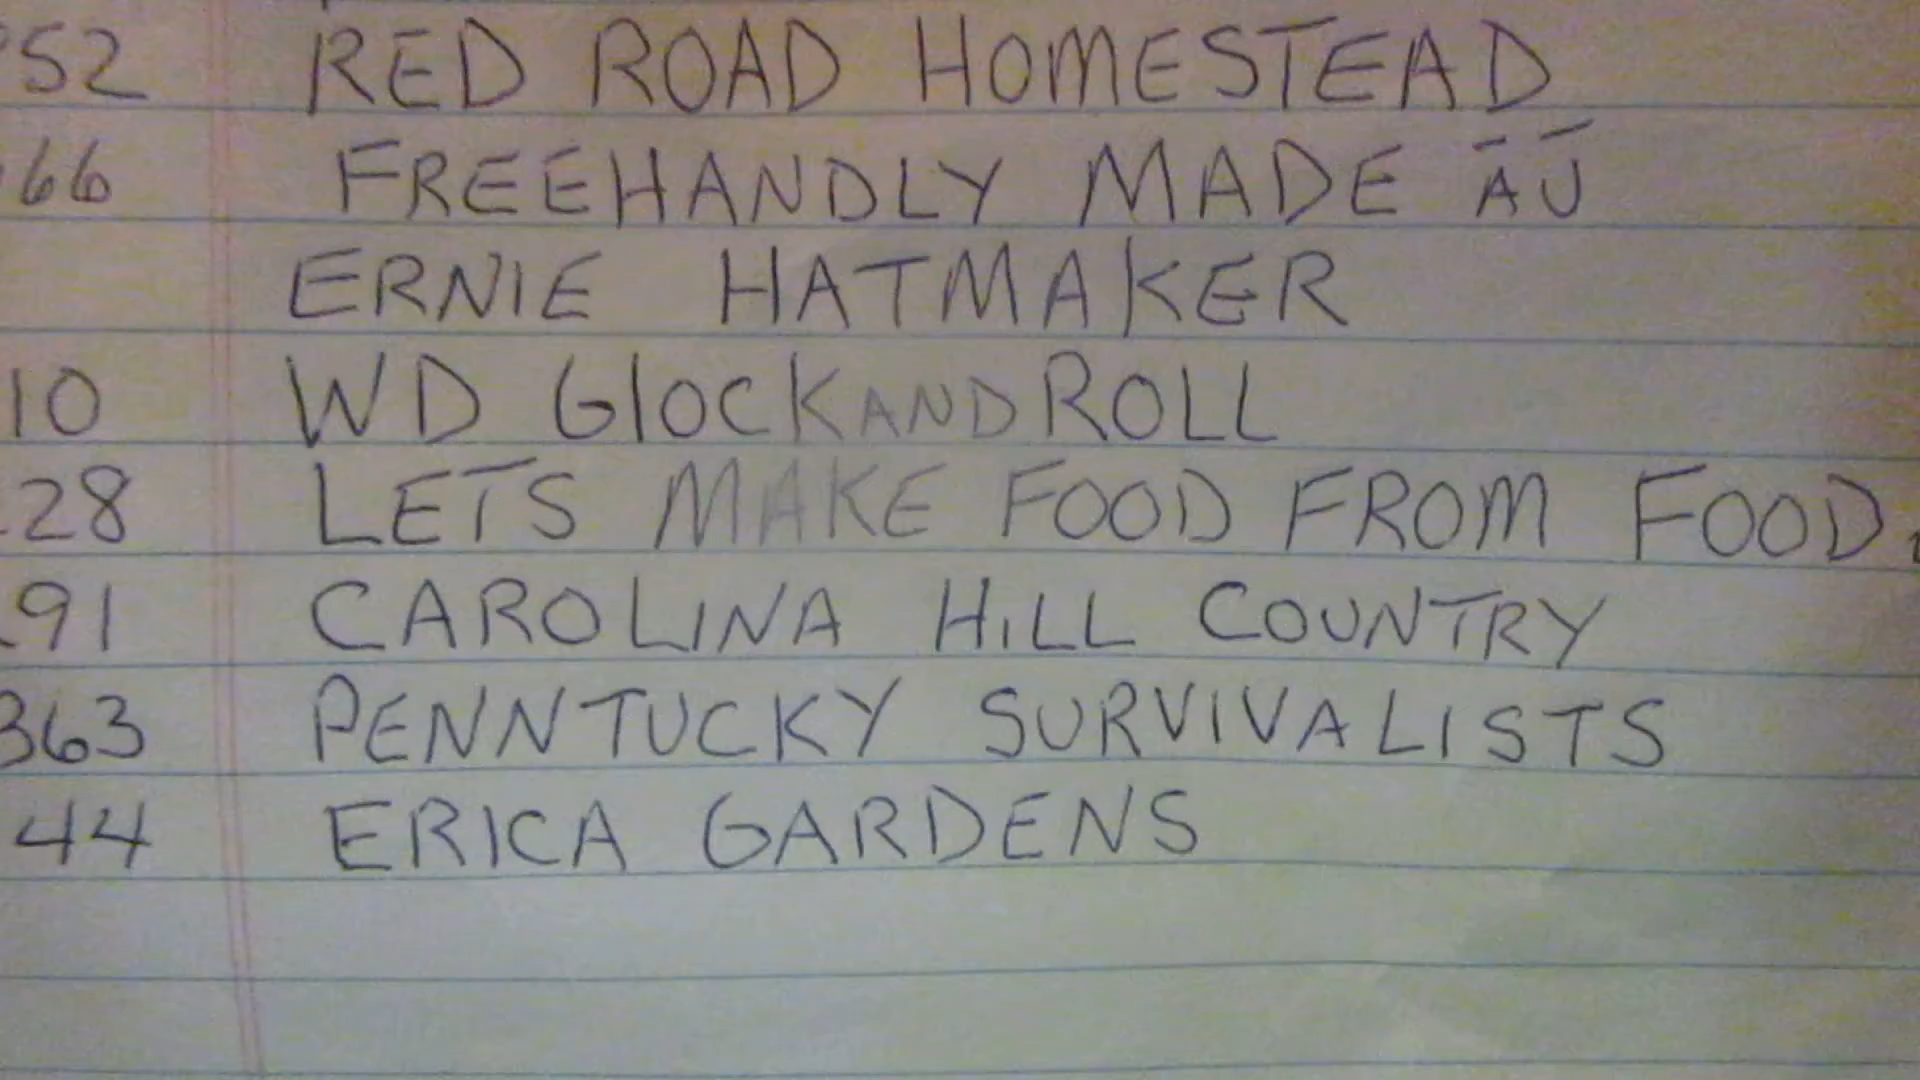 52 RED ROAD HOMESTEAD
66 FREEHANDLY MADE AU
ERNIE HATMAKER
10 WD GlOCKANDROLL
28 LETS MAKE FOOD FROM FOOD
91 CAROLINA HiLL COUNTRY
363 PENNTUCKY SURVIVALISTS
44 ERICA GARDENS